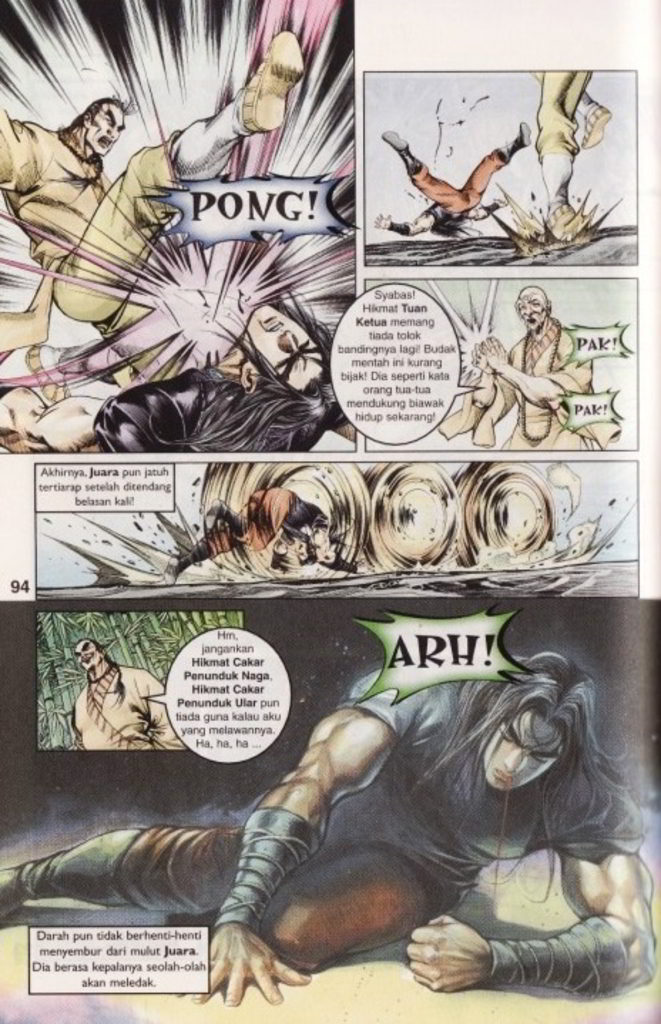 PONG!
Syabas!
Hikmat Tuan
Ketua memang
tiada tolok
bandingnya lagi! Budak
mentah ini kurang
bijak! Dia seperti kata
orang tua-tua
mendukung biawak
hidup sekarang!
PAK!
PAK!
Akhirnya, Juara pun jatuh
tertiarap setelah ditendang
belasan kali!
94
Hm,
jangankan
Hikmat Cakar
Penunduk Naga,
Hikmat Cakar
Penunduk Ular pun
tiada guna kalau aku
yang melawannya.
Ha, ha, ha ...
ARH!
Darah pun tidak berhenti-henti
menyembur dari mulut Juara.
Dia berasa kepalanya seolah-olah
akan meledak.